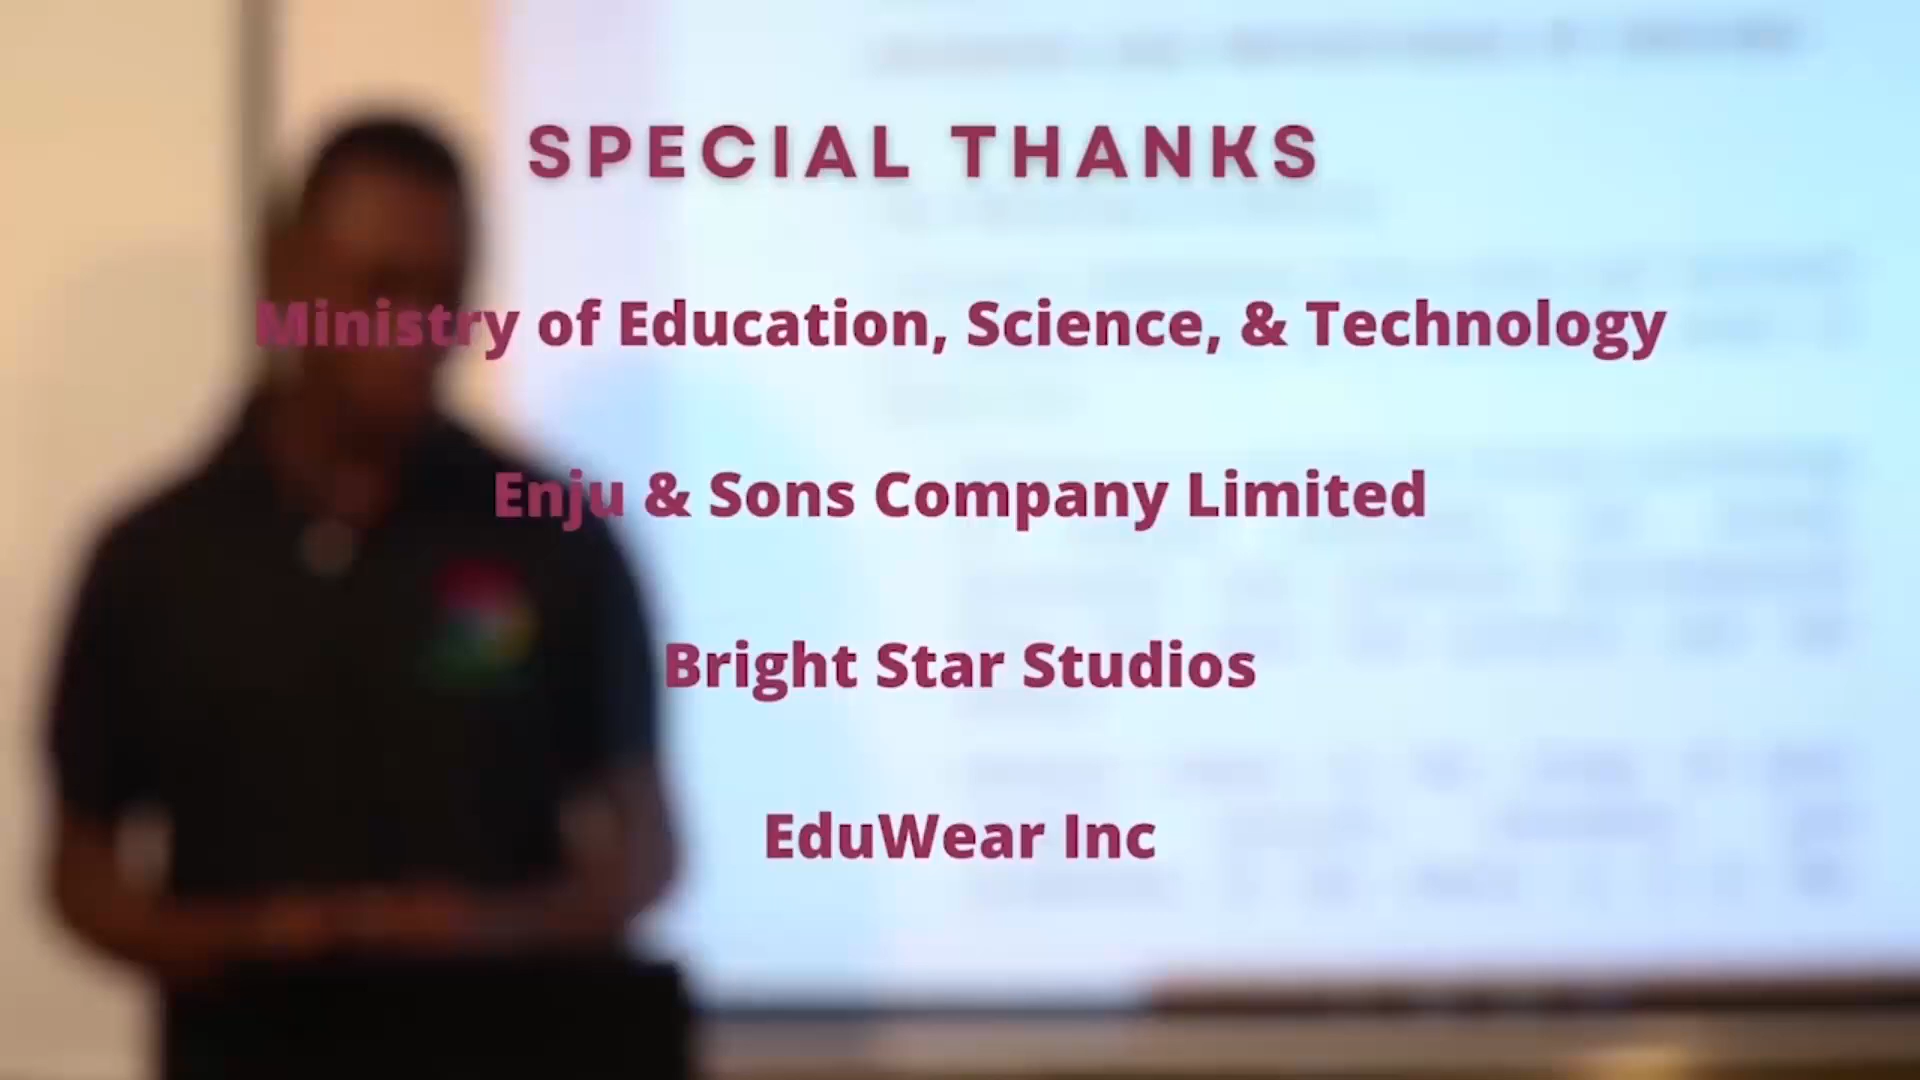 SPECIAL THANKS
Ministry of Education, Science, & Technology
Enju & Sons Company Limited
Bright Star Studios
EduWear Inc